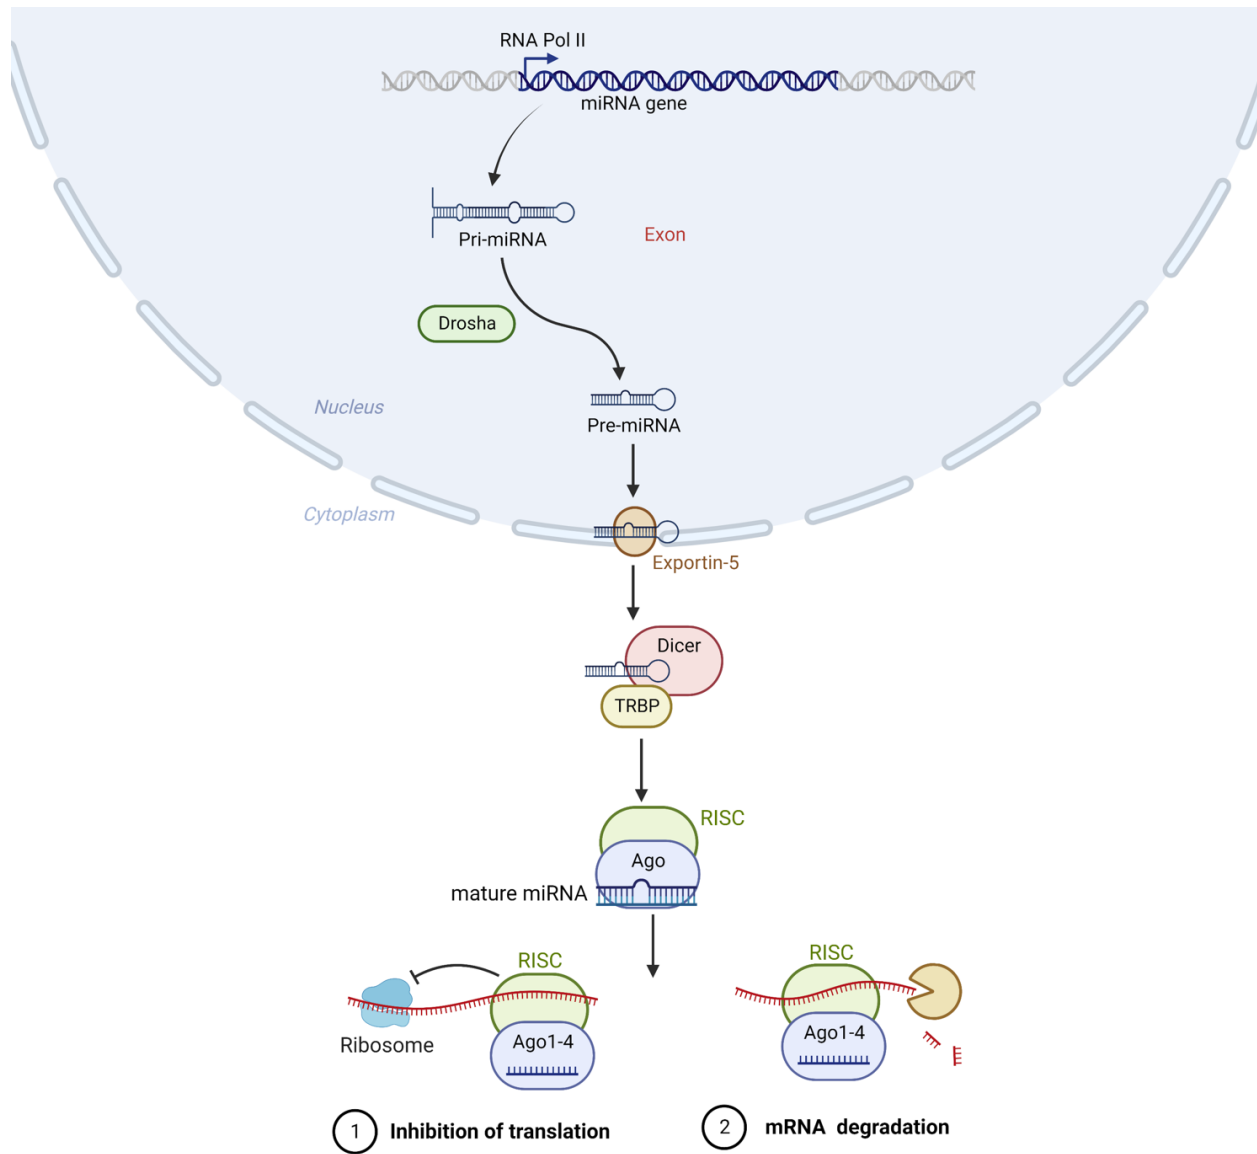 RNA Pol II
miRNA gene
Pri-miRNA
Exon
Drosha
Nucleus
Pre-miRNA
Cytoplasm
Exportin-5
Dicer
TRBP
RISC
Ago
mature miRNA
RISC
RISC
Ribosome
Ago1-4
Ago1-4
1 Inhibition of translation
2 mRNA degradation